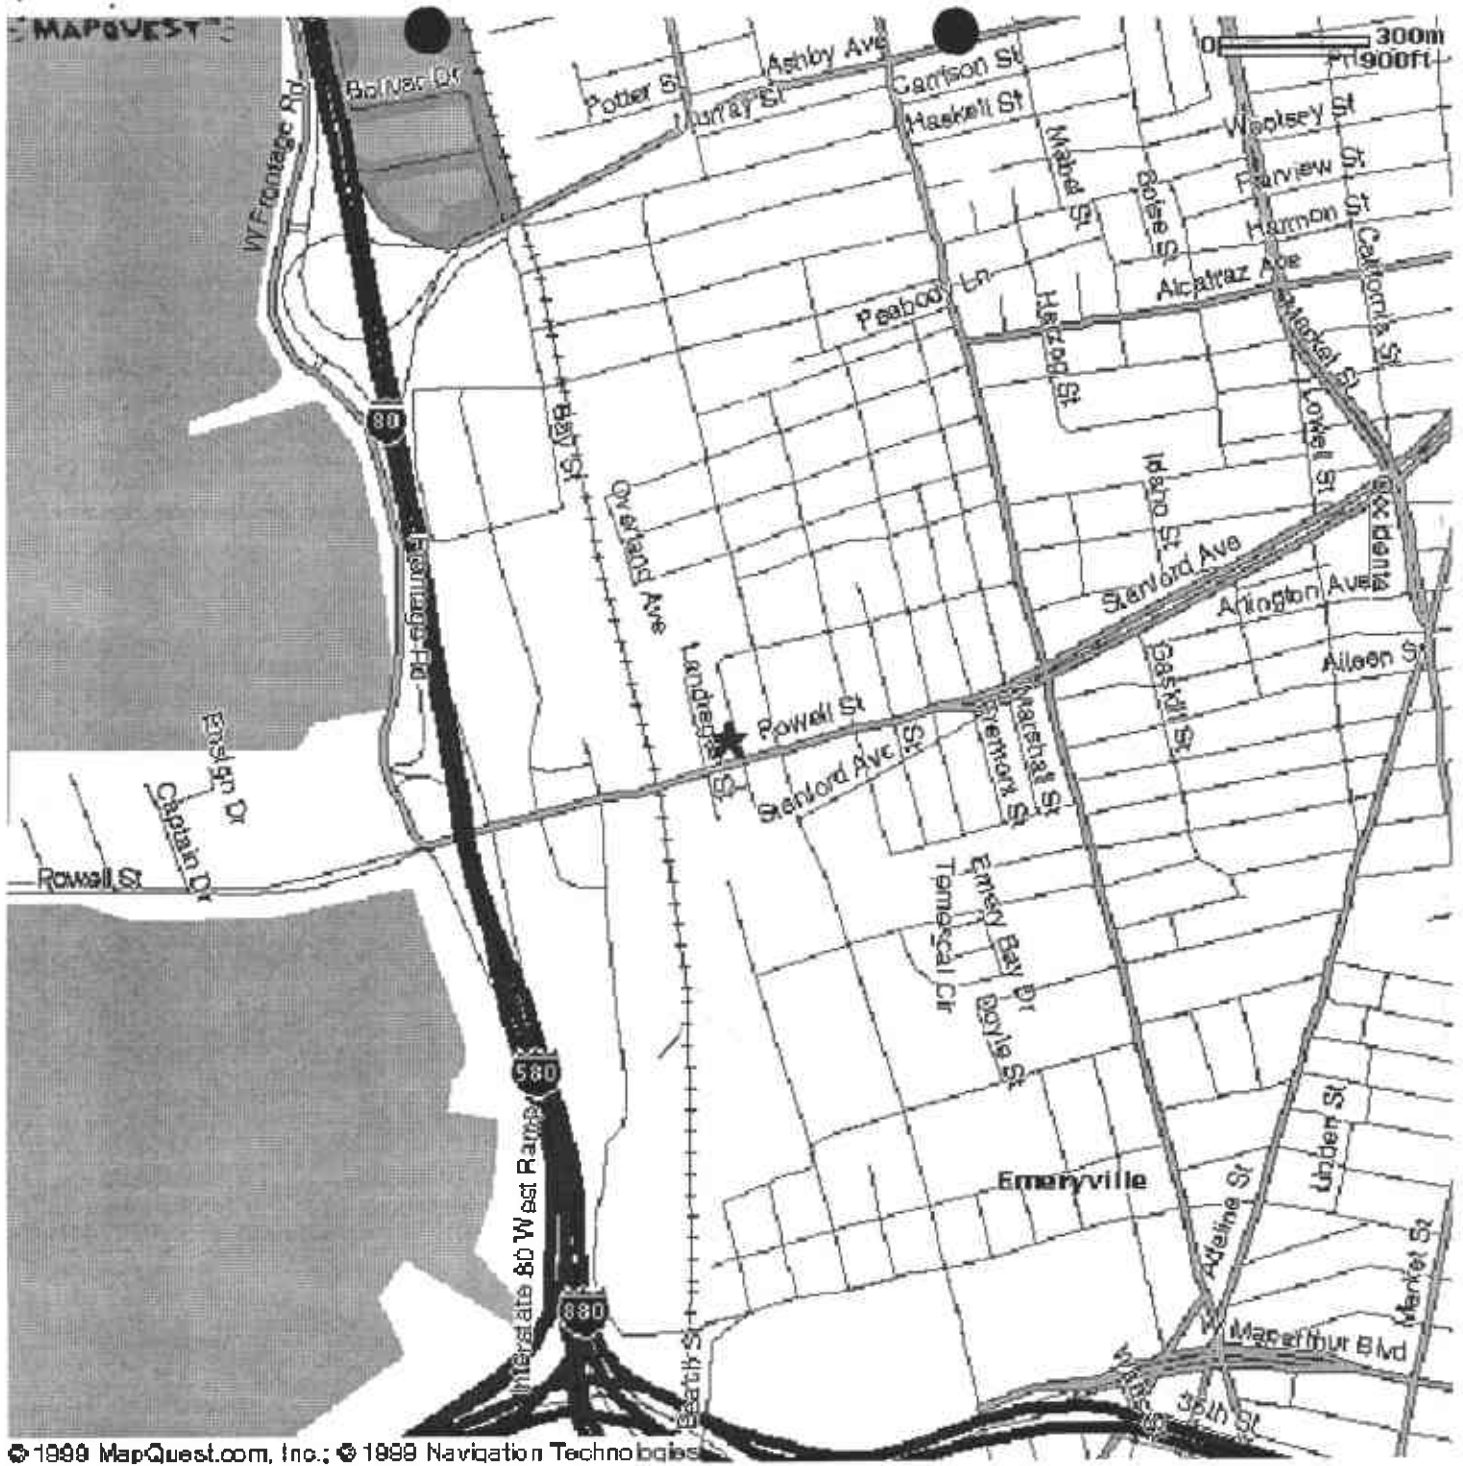 MAPQUEST
0 300m
900ft
Bolivar Dr
Potter S
Ashby Ave
Garrison St
Murray St
Haskell St
Woolsey St
W Frontage Rd
Mabel St
Boise St
Fairview St
Harmon St
California St
Alcatraz Ave
Peabody Ln
Herzog St
Market St
80
Bay St
Lowell St
Overland Ave
Idaho St
Occidental
Frontage Rd
Stanford Ave
Arlington Ave
Aileen S
Gaskill St
Landregan St
Powell St
St
Stanford Ave
Fremont St
Marshall St
Ensign Dr
Captain Dr
Powell St
Emery Bay Dr
Temescal Cir
Doyle St
580
Interstate 80 West Ramp
Emeryville
Linden St
Adeline St
Market St
880
Beach St
Macarthur Blvd
36th St
© 1999 MapQuest.com, Inc.; © 1999 Navigation Technologies